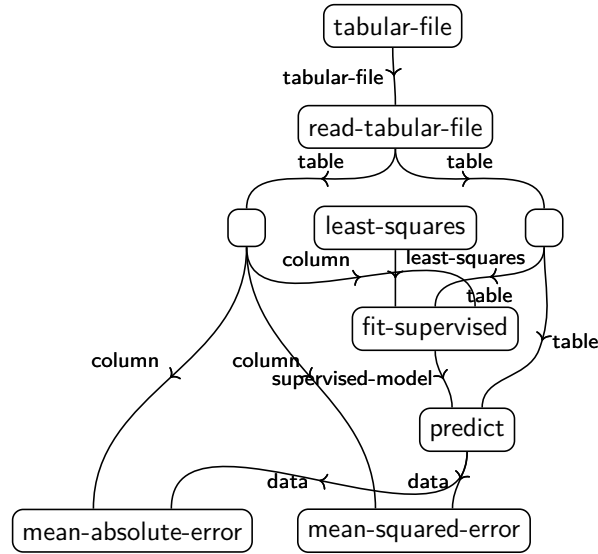 tabular-file
tabular-file
read-tabular-file
table
table
least-squares
column
least-squares
table
fit-supervised
table
column
column
supervised-model
predict
data
data
mean-absolute-error
mean-squared-error